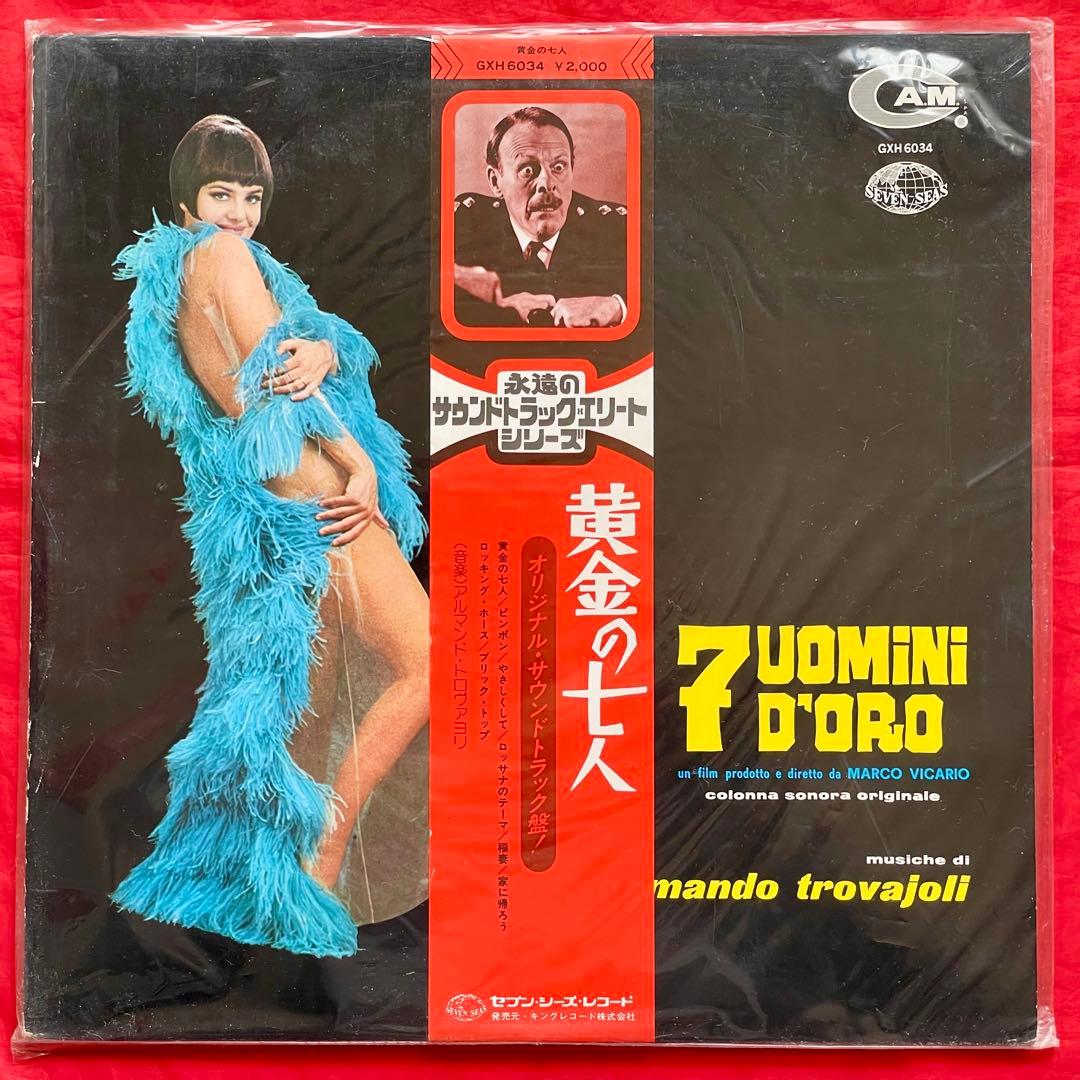 黄金の七人
GXH6034 ¥2,000
永遠の
サウンドトラック・エリート
シリーズ
黄金の七人
オリジナル・サウンドトラック盤！
黄金の七人／ピンポン／やさしくして／ロッサナのテーマ／稲妻／家に帰ろう
ロッキング・ホース／ブリック・トップ
〈音楽〉アルマンド・トロヴァヨリ
SEVEN SEAS
セブン・シーズ・レコード
発売元・キングレコード株式会社
C.A.M.
GXH 6034
SEVEN-SEAS
7 UOMiNi
D'ORO
un film prodotto e diretto da MARCO VICARIO
colonna sonora originale
musiche di
mando trovajoli